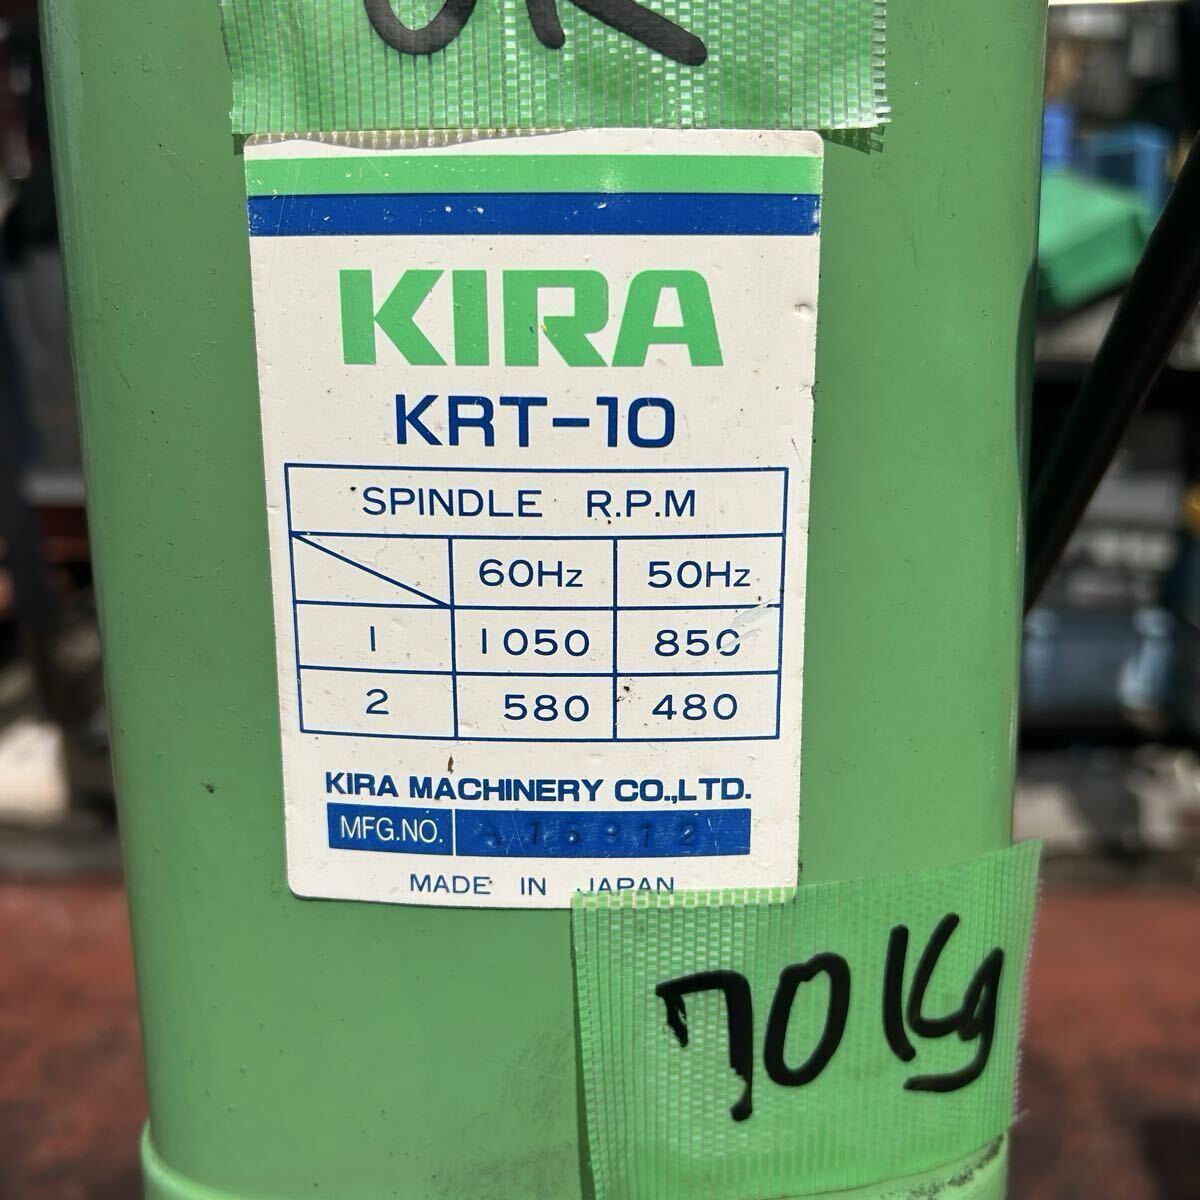 OK
KIRA
KRT-10
SPINDLE R.P.M
60Hz 50Hz
1 1050 850
2 580 480
KIRA MACHINERY CO.,LTD.
MFG.NO.
MADE IN JAPAN
70Kg